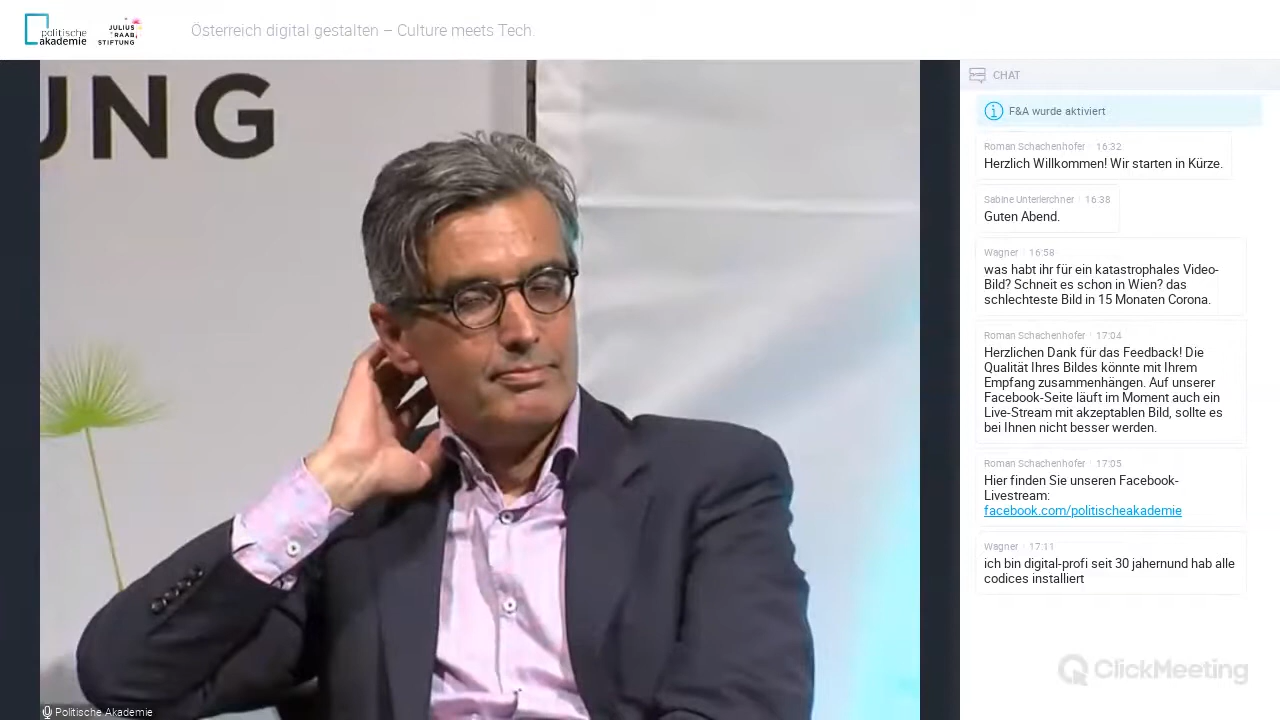 politische
akademie
JULIUS
RAAB
STIFTUNG
Österreich digital gestalten – Culture meets Tech.
UNG
Politische Akademie
CHAT
F&A wurde aktiviert
Roman Schachenhofer 16:32
Herzlich Willkommen! Wir starten in Kürze.
Sabine Unterlerchner 16:38
Guten Abend.
Wagner 16:58
was habt ihr für ein katastrophales Video-
Bild? Schneit es schon in Wien? das
schlechteste Bild in 15 Monaten Corona.
Roman Schachenhofer 17:04
Herzlichen Dank für das Feedback! Die
Qualität Ihres Bildes könnte mit Ihrem
Empfang zusammenhängen. Auf unserer
Facebook-Seite läuft im Moment auch ein
Live-Stream mit akzeptablen Bild, sollte es
bei Ihnen nicht besser werden.
Roman Schachenhofer 17:05
Hier finden Sie unseren Facebook-
Livestream:
facebook.com/politischeakademie
Wagner 17:11
ich bin digital-profi seit 30 jahernund hab alle
codices installiert
ClickMeeting